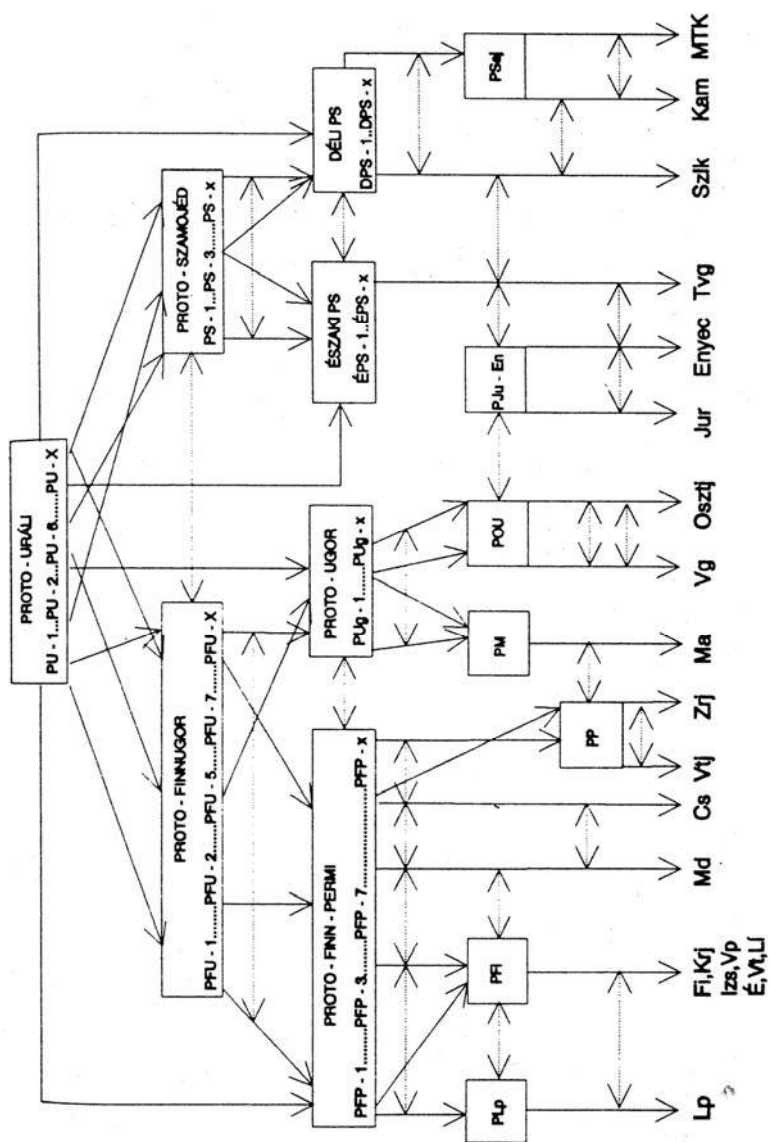 PROTO - URÁLI
PU - 1...PU - 2...PU - 6.......PU - X
PROTO - FINNUGOR
PFU - 1.......PFU - 2.......PFU - 5.......PFU - 7.......PFU - X
PROTO - SZAMOJÉD
PS - 1...PS - 3.......PS - x
PROTO - FINN - PERMI
PFP - 1..........PFP - 3..........PFP - 7..............................PFP - x
PROTO - UGOR
PUg - 1.......PUg - x
ÉSZAKI PS
ÉPS - 1..ÉPS - x
DÉLI PS
DPS - 1..DPS - x
PLp
PFi
PP
PM
POU
PJu - En
PSaj
Lp
Fi,Krj
Izs,Vp
É,Vt,Lí
Md
Cs
Vtj
Zrj
Ma
Vg
Osztj
Jur
Enyec
Tvg
Szlk
Kam
MTK